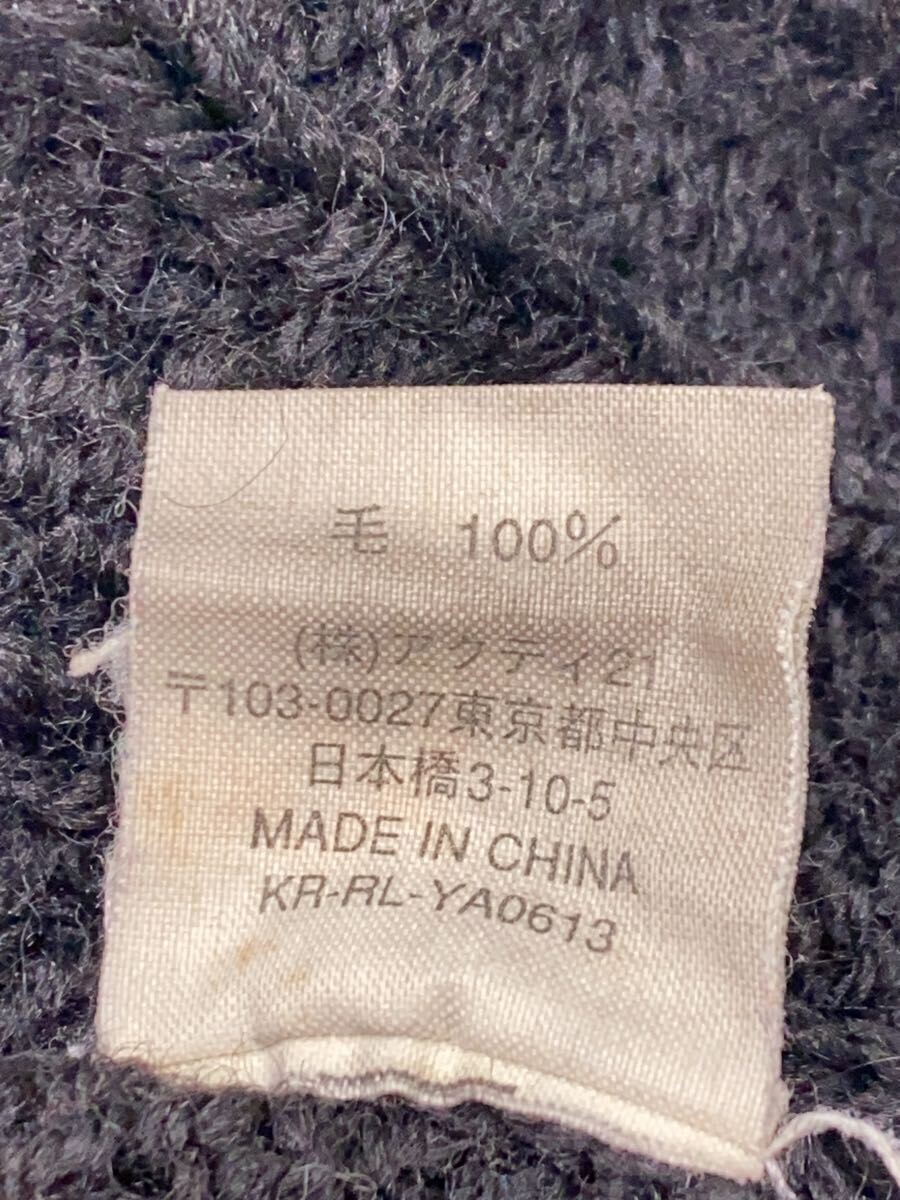 毛　100%
(株)アクティ21
〒103-0027東京都中央区
日本橋3-10-5
MADE IN CHINA
KR-RL-YA0613